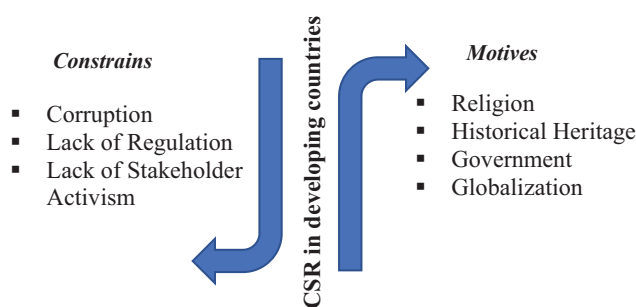 Constrains
▪ Corruption
▪ Lack of Regulation
▪ Lack of Stakeholder
Activism
CSR in developing countries
Motives
▪ Religion
▪ Historical Heritage
▪ Government
▪ Globalization